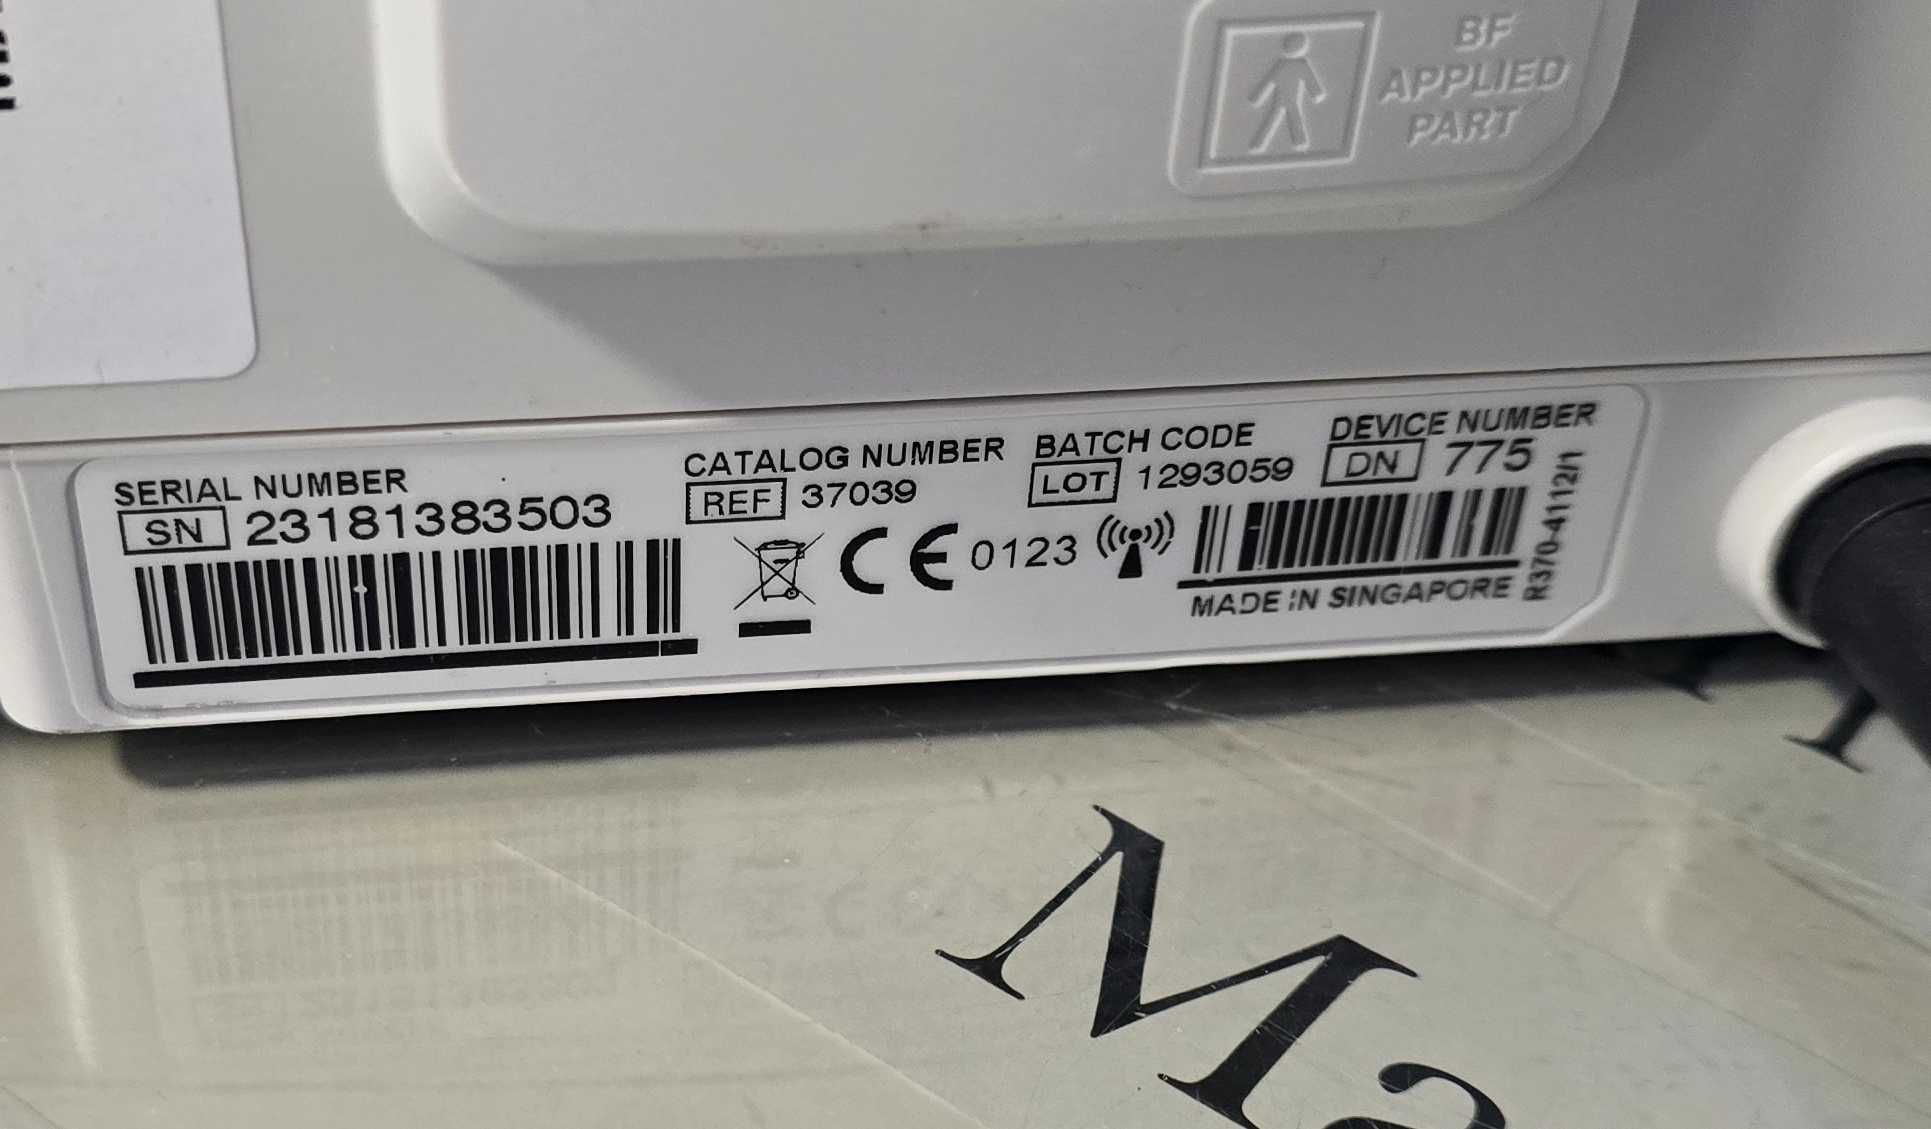 BF
APPLIED
PART
SERIAL NUMBER
SN 23181383503
CATALOG NUMBER
REF 37039
BATCH CODE
LOT 1293059
DEVICE NUMBER
DN 775
CE 0123
MADE IN SINGAPORE
R370-4112/1
Ma